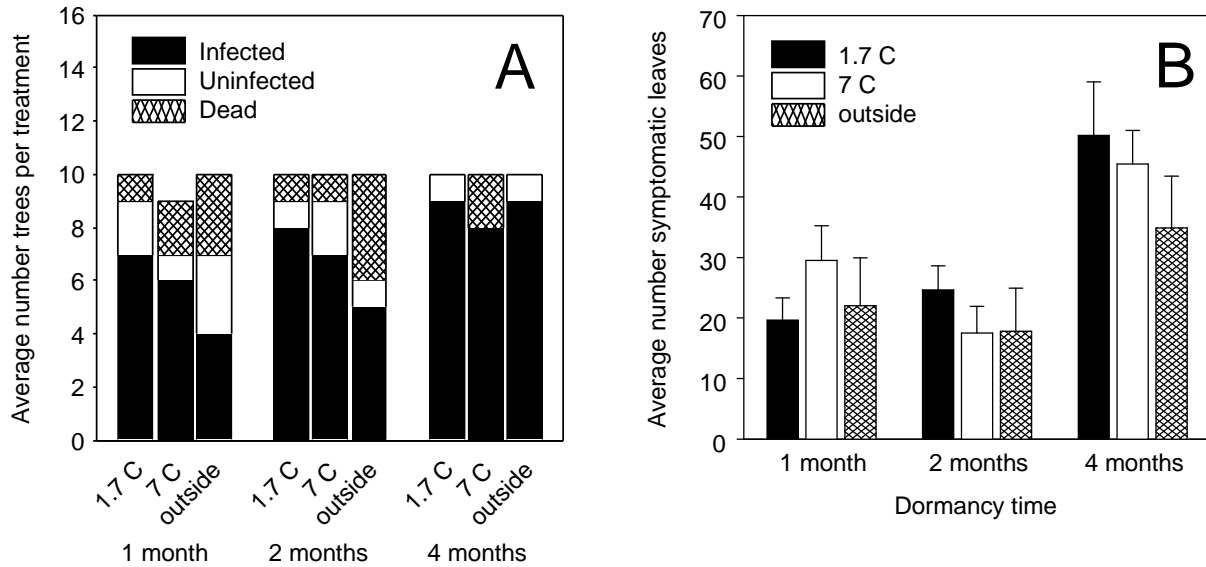 Average number trees per treatment
16
14
12
10
8
6
4
2
0
Infected
Uninfected
Dead
A
1.7 C
7 C
outside
1.7 C
7 C
outside
1.7 C
7 C
outside
1 month
2 months
4 months
Average number symptomatic leaves
70
60
50
40
30
20
10
0
1.7 C
7 C
outside
B
1 month
2 months
4 months
Dormancy time